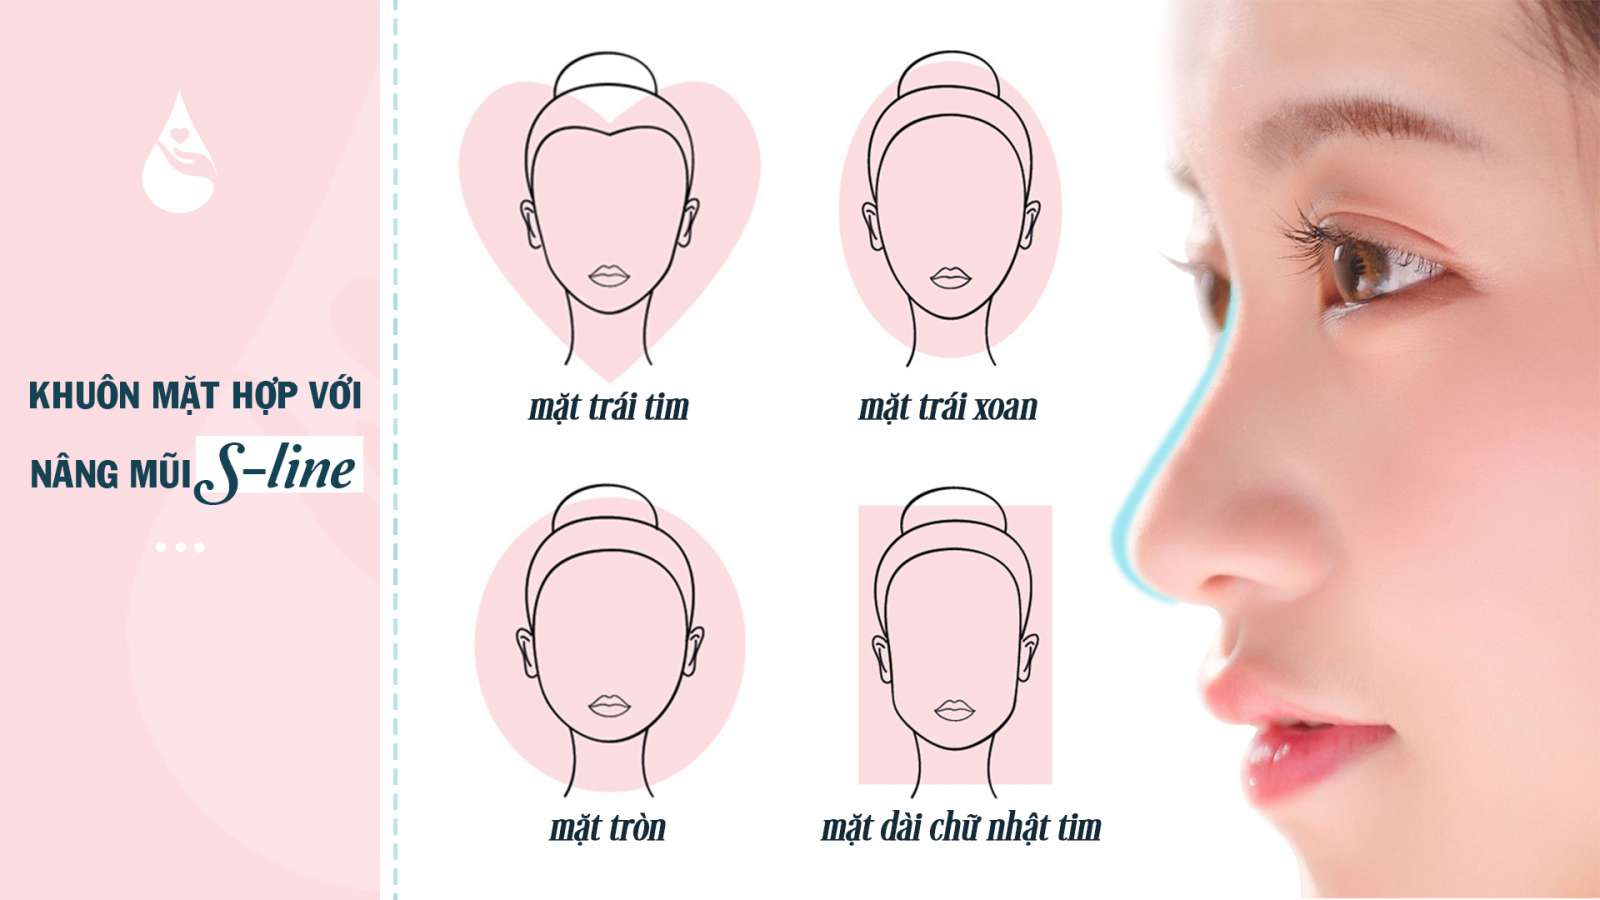 KHUÔN MẶT HỢP VỚI
NÂNG MŨI S-line
mặt trái tim
mặt trái xoan
mặt tròn
mặt dài chữ nhật tim